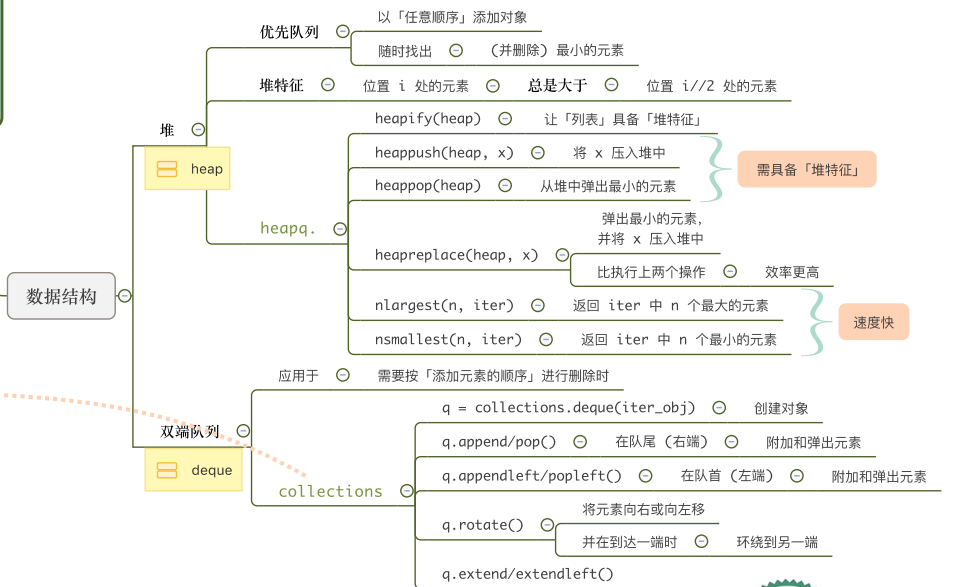 数据结构
堆
heap
优先队列
以「任意顺序」添加对象
随时找出 (并删除) 最小的元素
堆特征 位置 i 处的元素 总是大于 位置 i//2 处的元素
heapq.
heapify(heap) 让「列表」具备「堆特征」
heappush(heap, x) 将 x 压入堆中
heappop(heap) 从堆中弹出最小的元素
需具备「堆特征」
heapreplace(heap, x)
弹出最小的元素,
并将 x 压入堆中
比执行上两个操作 效率更高
nlargest(n, iter) 返回 iter 中 n 个最大的元素
nsmallest(n, iter) 返回 iter 中 n 个最小的元素
速度快
双端队列
deque
应用于 需要按「添加元素的顺序」进行删除时
collections
q = collections.deque(iter_obj) 创建对象
q.append/pop() 在队尾 (右端) 附加和弹出元素
q.appendleft/popleft() 在队首 (左端) 附加和弹出元素
q.rotate()
将元素向右或向左移
并在到达一端时 环绕到另一端
q.extend/extendleft()